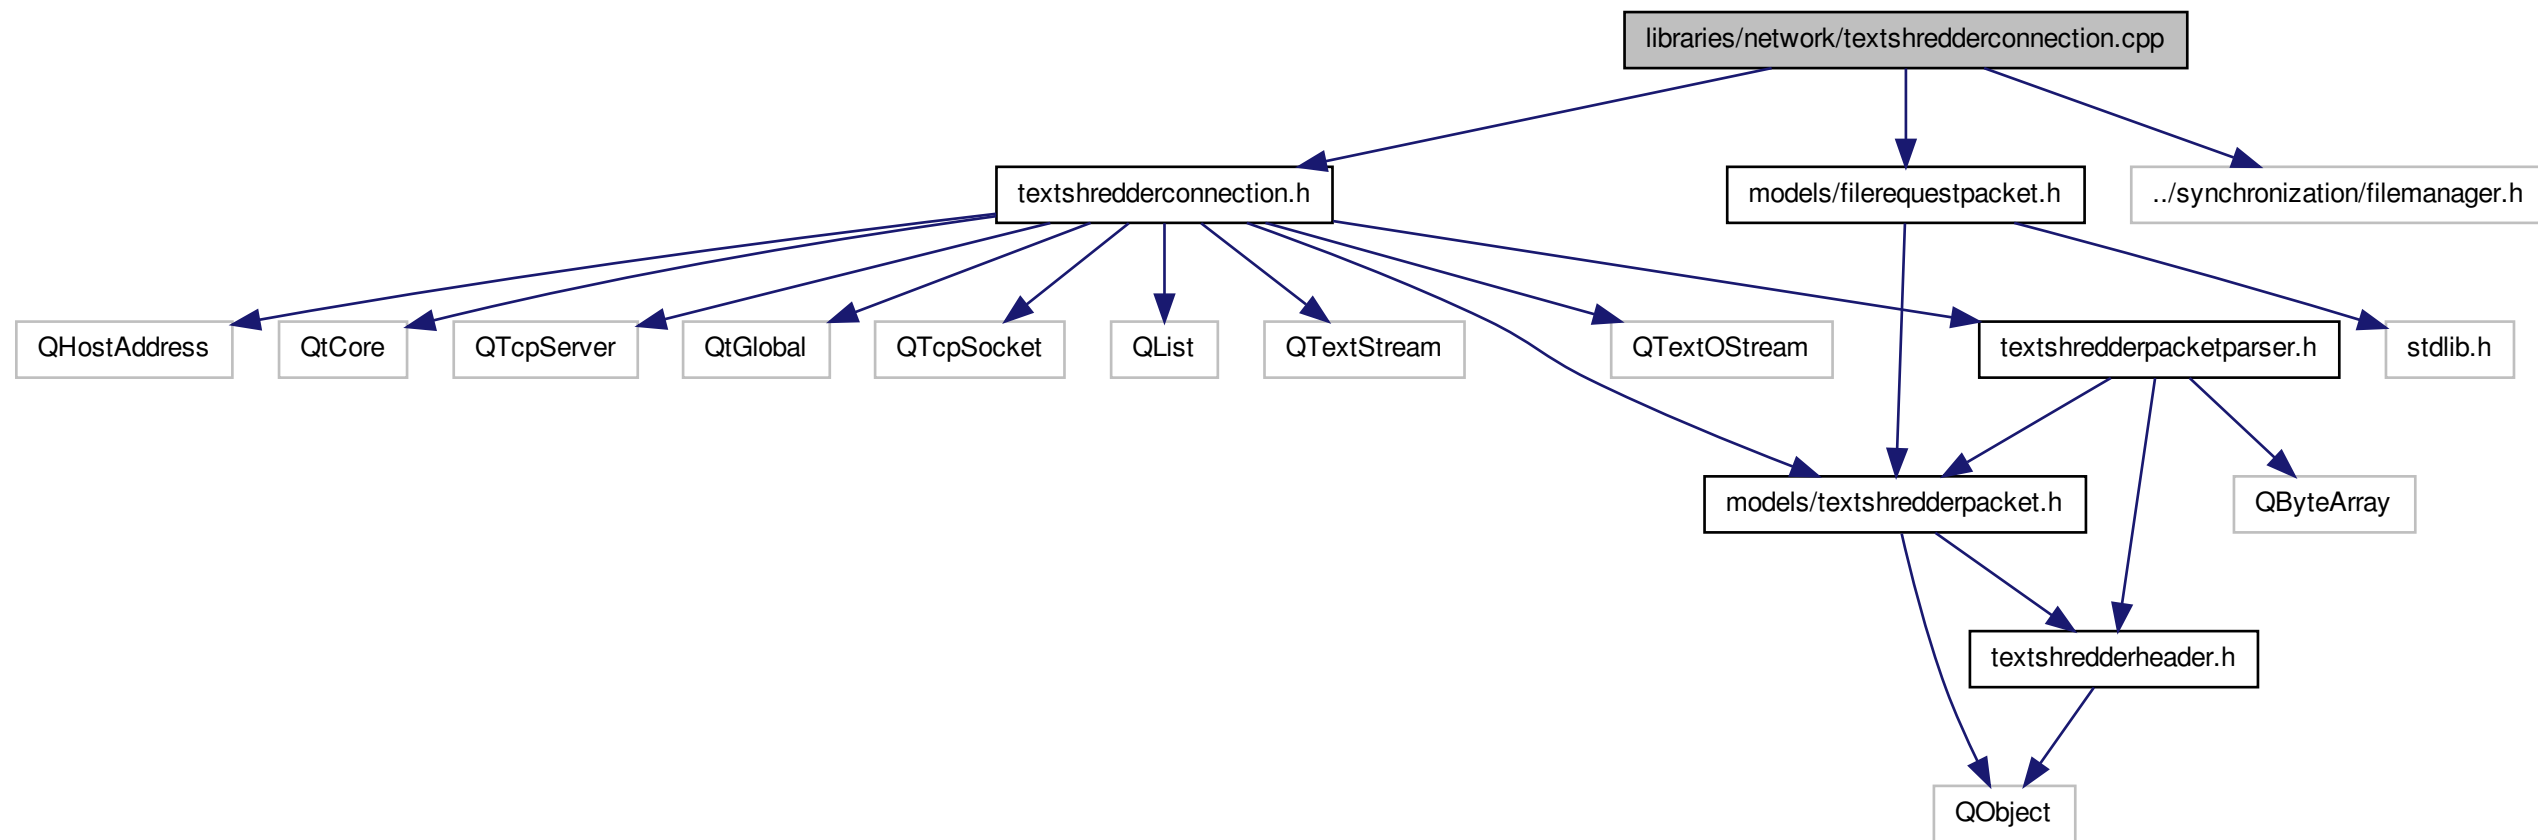 libraries/network/textshredderconnection.cpp
textshredderconnection.h
models/filerequestpacket.h
../synchronization/filemanager.h
QHostAddress
QtCore
QTcpServer
QtGlobal
QTcpSocket
QList
QTextStream
QTextOStream
textshredderpacketparser.h
stdlib.h
models/textshredderpacket.h
QByteArray
textshredderheader.h
QObject